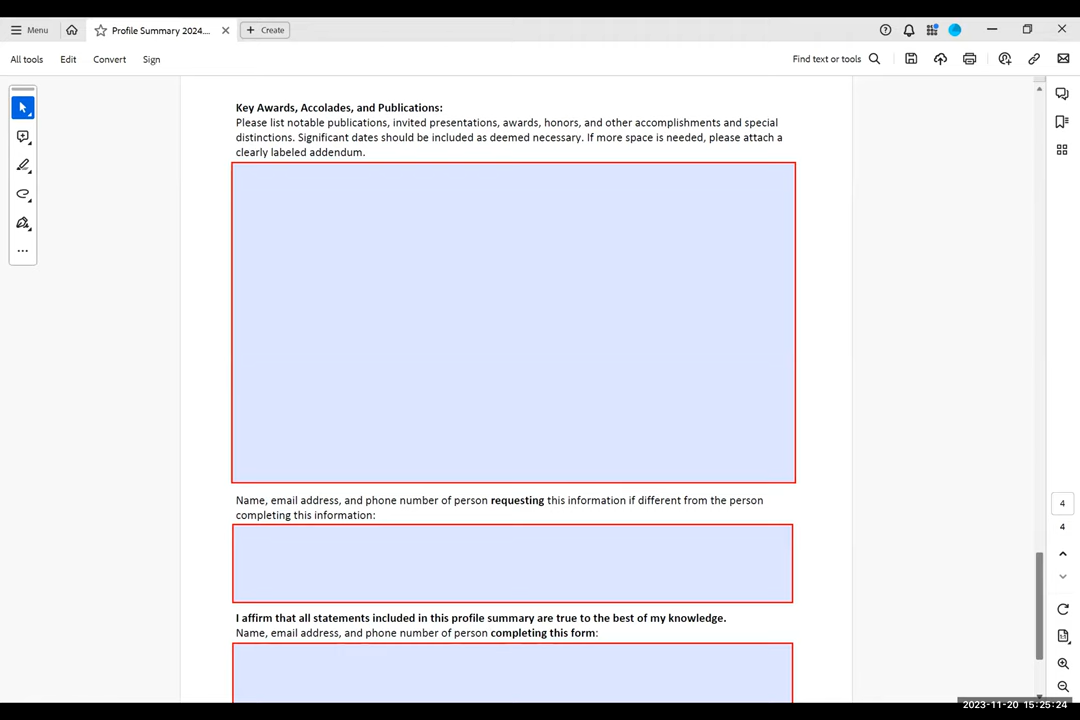 Menu
Profile Summary 2024....
Create
All tools
Edit
Convert
Sign
Find text or tools
Key Awards, Accolades, and Publications:
Please list notable publications, invited presentations, awards, honors, and other accomplishments and special
distinctions. Significant dates should be included as deemed necessary. If more space is needed, please attach a
clearly labeled addendum.
Name, email address, and phone number of person requesting this information if different from the person
completing this information:
I affirm that all statements included in this profile summary are true to the best of my knowledge.
Name, email address, and phone number of person completing this form:
4
4
2023-11-20 15:25:24